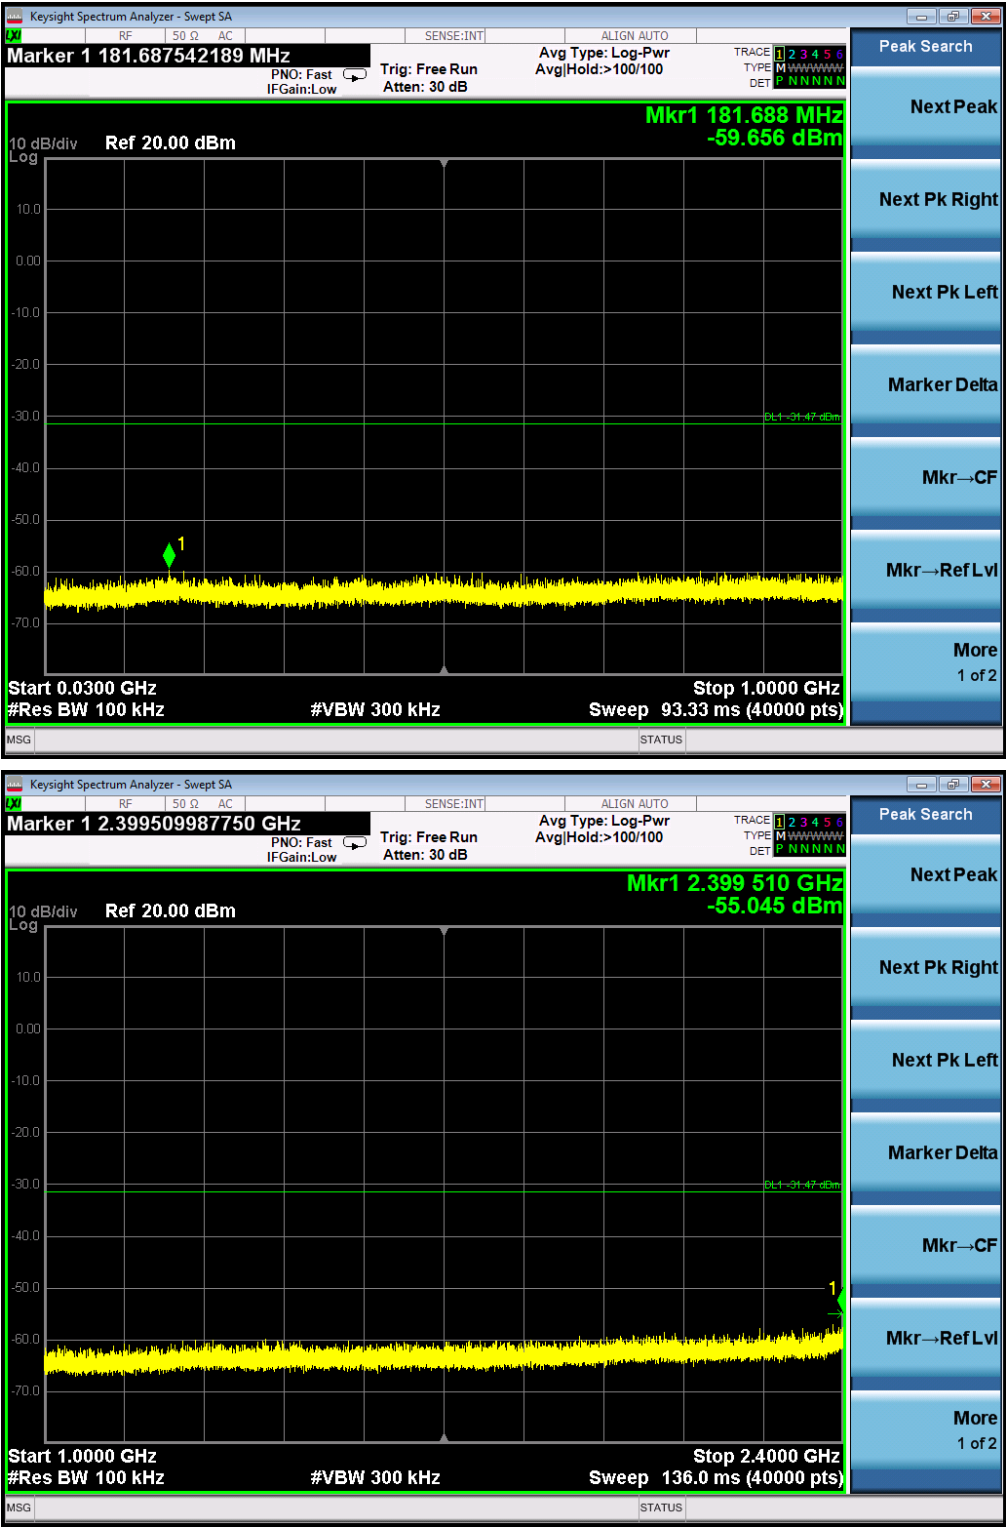 Keysight Spectrum Analyzer - Swept SA
LXI RF 50 Ω AC SENSE:INT ALIGN AUTO
Marker 1 181.687542189 MHz
PNO: Fast
IFGain:Low
Trig: Free Run
Atten: 30 dB
Avg Type: Log-Pwr
Avg|Hold:>100/100
TRACE 1 2 3 4 5 6
TYPE M W W W W W
DET P N N N N N
Mkr1 181.688 MHz
-59.656 dBm
10 dB/div Ref 20.00 dBm
Log
10.0
0.00
-10.0
-20.0
-30.0
DL1 -31.47 dBm
-40.0
-50.0
1
-60.0
-70.0
Start 0.0300 GHz Stop 1.0000 GHz
#Res BW 100 kHz #VBW 300 kHz Sweep 93.33 ms (40000 pts)
MSG STATUS
Peak Search
Next Peak
Next Pk Right
Next Pk Left
Marker Delta
Mkr→CF
Mkr→Ref Lvl
More
1 of 2
Keysight Spectrum Analyzer - Swept SA
LXI RF 50 Ω AC SENSE:INT ALIGN AUTO
Marker 1 2.399509987750 GHz
PNO: Fast
IFGain:Low
Trig: Free Run
Atten: 30 dB
Avg Type: Log-Pwr
Avg|Hold:>100/100
TRACE 1 2 3 4 5 6
TYPE M W W W W W
DET P N N N N N
Mkr1 2.399 510 GHz
-55.045 dBm
10 dB/div Ref 20.00 dBm
Log
10.0
0.00
-10.0
-20.0
-30.0
DL1 -31.47 dBm
-40.0
-50.0
1
-60.0
-70.0
Start 1.0000 GHz Stop 2.4000 GHz
#Res BW 100 kHz #VBW 300 kHz Sweep 136.0 ms (40000 pts)
MSG STATUS
Peak Search
Next Peak
Next Pk Right
Next Pk Left
Marker Delta
Mkr→CF
Mkr→Ref Lvl
More
1 of 2